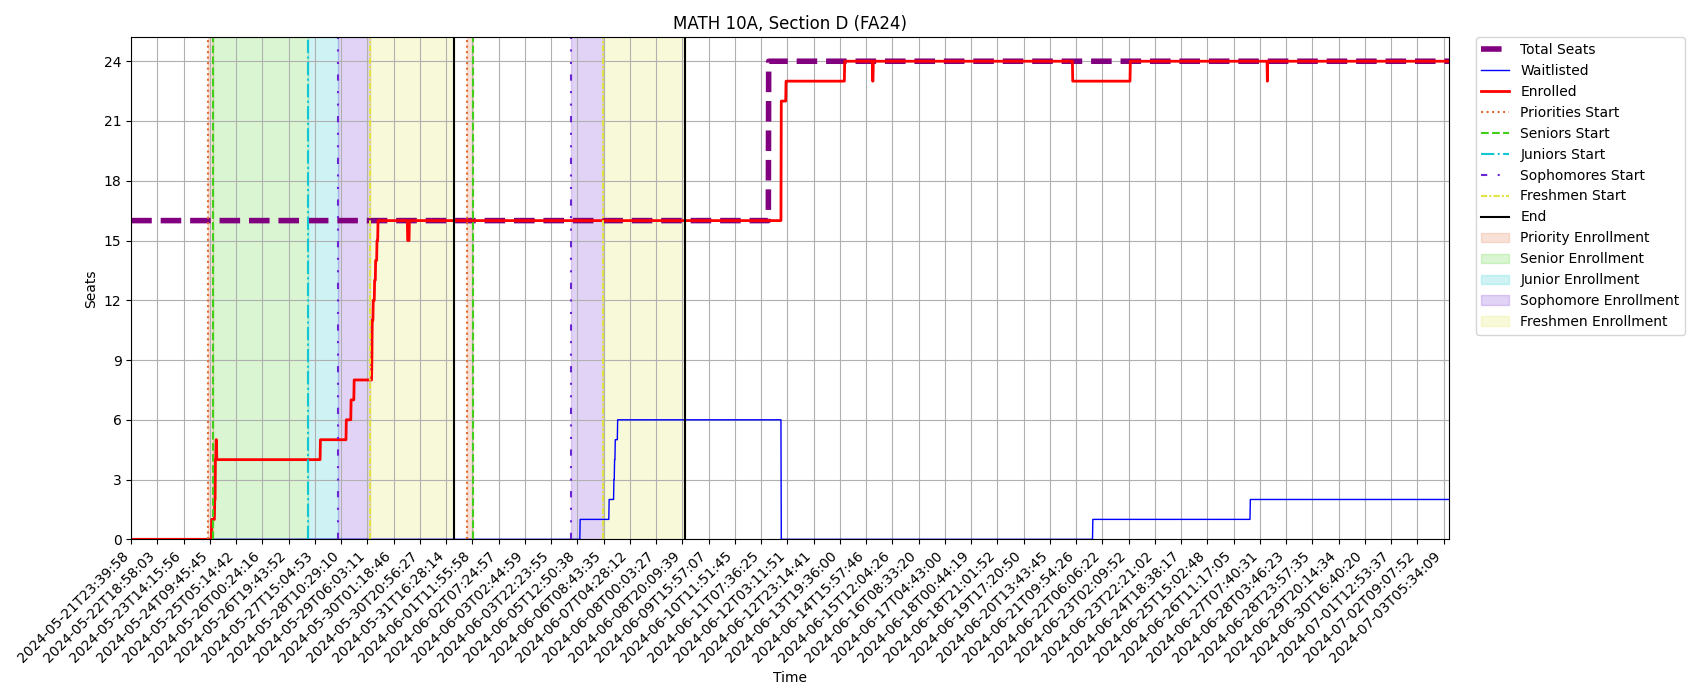 MATH 10A, Section D (FA24)
Seats
24
21
18
15
12
9
6
3
0
2024-05-21T23:39:58
2024-05-22T18:58:03
2024-05-23T14:15:56
2024-05-24T09:45:45
2024-05-25T05:14:42
2024-05-26T00:24:16
2024-05-26T19:43:52
2024-05-27T15:04:53
2024-05-28T10:29:10
2024-05-29T06:03:11
2024-05-30T01:18:46
2024-05-30T20:56:27
2024-05-31T16:28:14
2024-06-01T11:55:58
2024-06-02T07:24:57
2024-06-03T02:44:59
2024-06-03T22:23:55
2024-06-05T12:50:38
2024-06-06T08:43:35
2024-06-07T04:28:12
2024-06-08T00:03:27
2024-06-08T20:09:39
2024-06-09T15:57:07
2024-06-10T11:51:45
2024-06-11T07:36:25
2024-06-12T03:11:51
2024-06-12T23:14:41
2024-06-13T19:36:00
2024-06-14T15:57:46
2024-06-15T12:04:26
2024-06-16T08:33:20
2024-06-17T04:43:00
2024-06-18T00:44:19
2024-06-18T21:01:52
2024-06-19T17:20:50
2024-06-20T13:43:45
2024-06-21T09:54:26
2024-06-22T06:06:22
2024-06-23T02:09:52
2024-06-23T22:21:02
2024-06-24T18:38:17
2024-06-25T15:02:48
2024-06-26T11:17:05
2024-06-27T07:40:31
2024-06-28T03:46:23
2024-06-28T23:57:35
2024-06-29T20:14:34
2024-06-30T16:40:20
2024-07-01T12:53:37
2024-07-02T09:07:52
2024-07-03T05:34:09
Time
Total Seats
Waitlisted
Enrolled
Priorities Start
Seniors Start
Juniors Start
Sophomores Start
Freshmen Start
End
Priority Enrollment
Senior Enrollment
Junior Enrollment
Sophomore Enrollment
Freshmen Enrollment